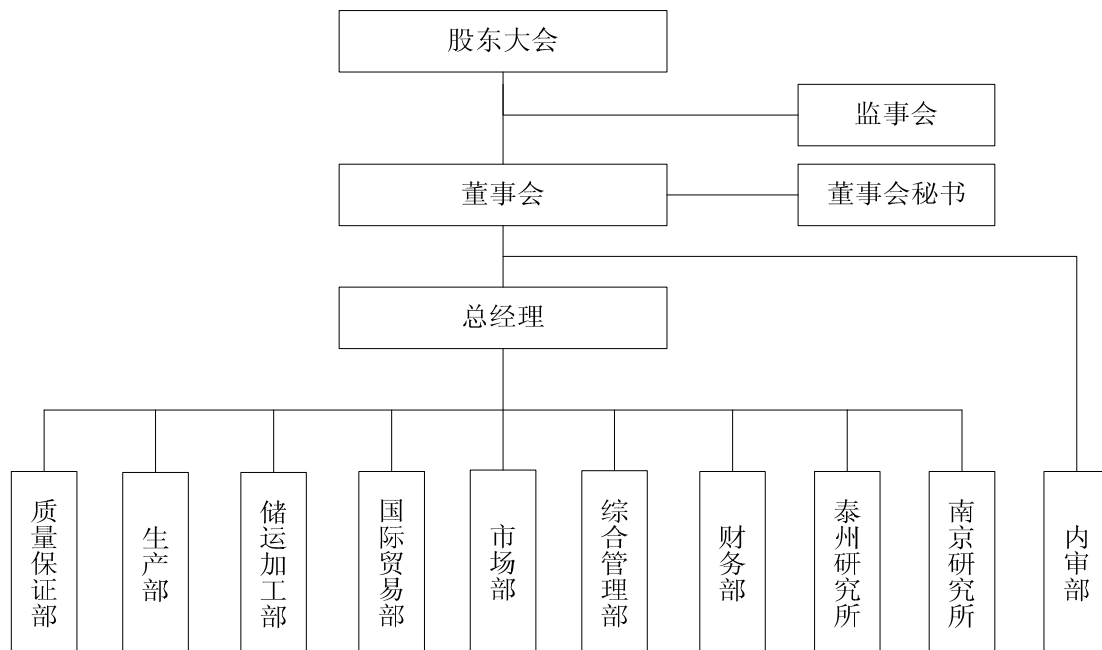 股东大会
监事会
董事会
董事会秘书
总经理
质量保证部
生产部
储运加工部
国际贸易部
市场部
综合管理部
财务部
泰州研究所
南京研究所
内审部